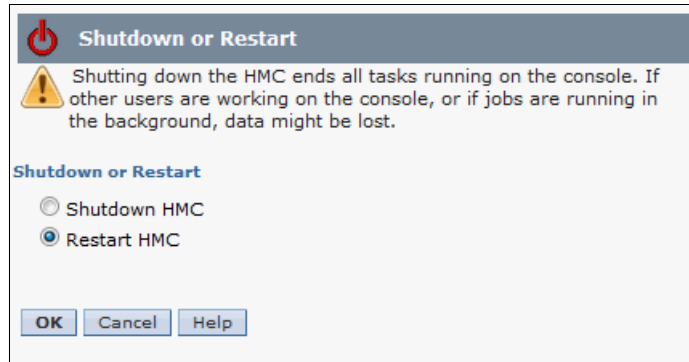 Shutdown or Restart
Shutting down the HMC ends all tasks running on the console. If
other users are working on the console, or if jobs are running in
the background, data might be lost.
Shutdown or Restart
Shutdown HMC
Restart HMC
OK Cancel Help